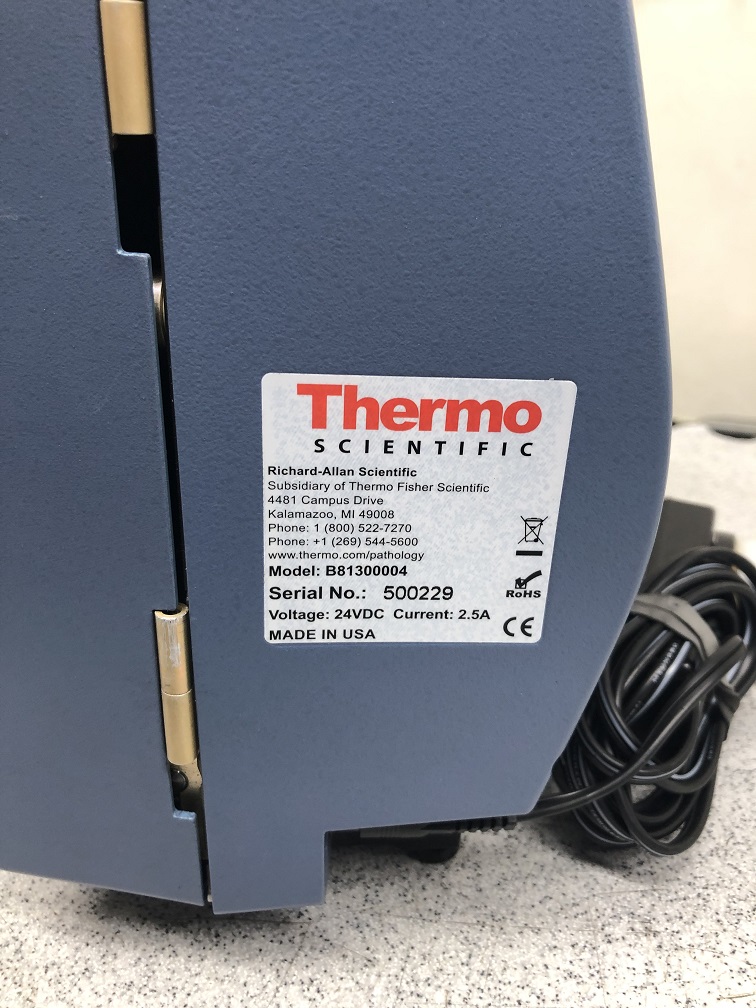 Thermo
SCIENTIFIC
Richard-Allan Scientific
Subsidiary of Thermo Fisher Scientific
4481 Campus Drive
Kalamazoo, MI 49008
Phone: 1 (800) 522-7270
Phone: +1 (269) 544-5600
www.thermo.com/pathology
Model: B81300004
RoHS
Serial No.: 500229
Voltage: 24VDC Current: 2.5A
MADE IN USA
CE